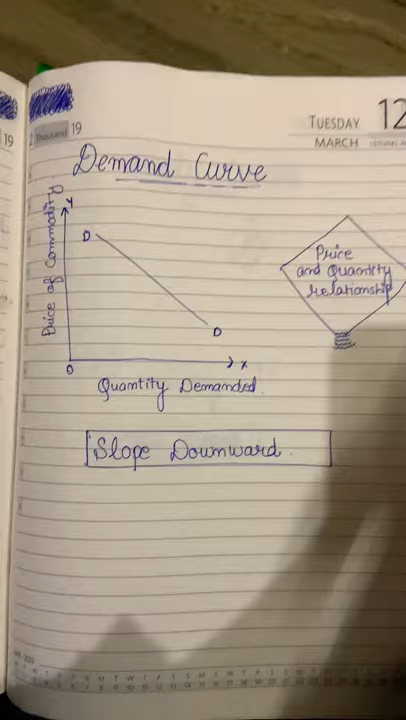 19
2 Thousand 19
TUESDAY 12
MARCH
Demand Curve
Y
Price of Commodity
D
D
O
X
Quantity Demanded.
Price
and Quantity
relationship
Slope Downward.